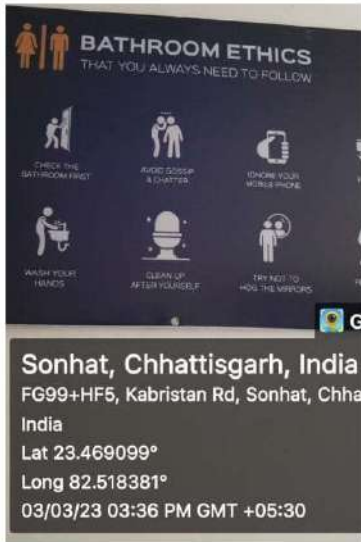 BATHROOM ETHICS
THAT YOU ALWAYS NEED TO FOLLOW
CHECK THE
BATHROOM FIRST
AVOID GOSSIP
& CHATTER
IGNORE YOUR
MOBILE PHONE
WASH YOUR
HANDS
CLEAN UP
AFTER YOURSELF
TRY NOT TO
HOG THE MIRRORS
G
Sonhat, Chhattisgarh, India
FG99+HF5, Kabristan Rd, Sonhat, Chha
India
Lat 23.469099°
Long 82.518381°
03/03/23 03:36 PM GMT +05:30